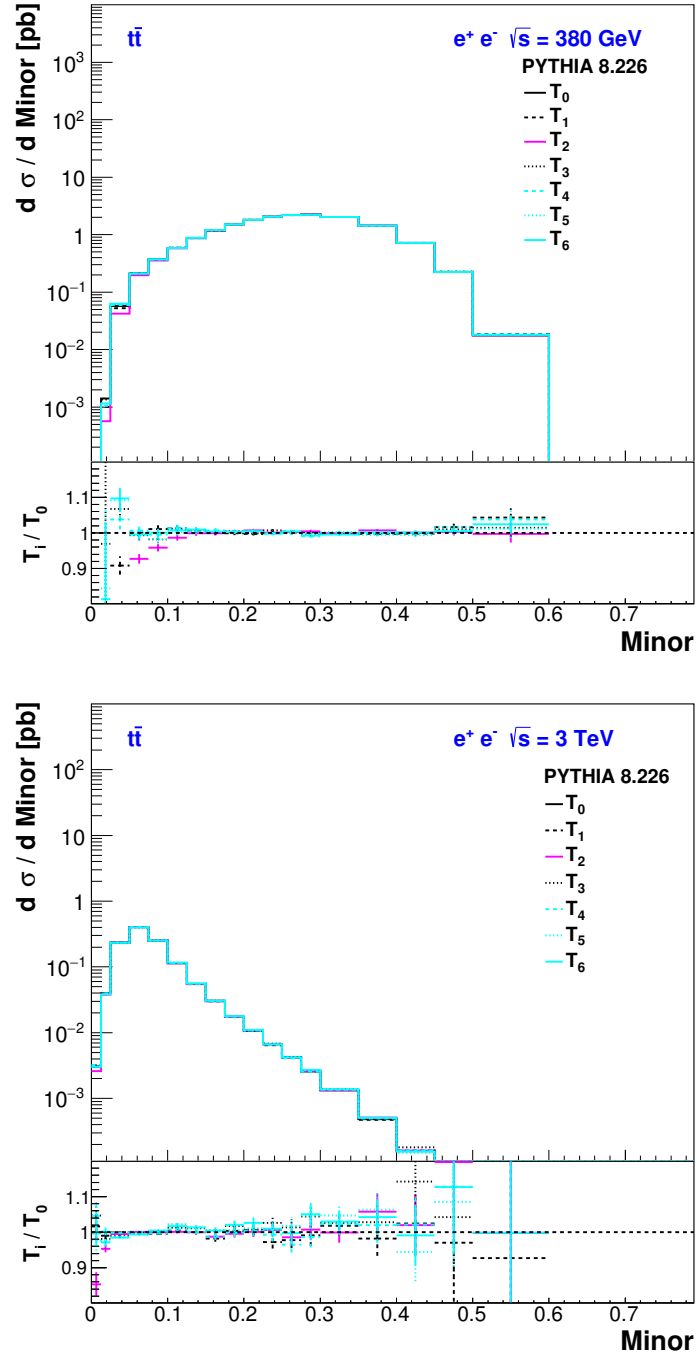 tt̄ e⁺ e⁻ √s = 380 GeV
PYTHIA 8.226
T₀
T₁
T₂
T₃
T₄
T₅
T₆
d σ / d Minor [pb]
10³
10²
10
1
10⁻¹
10⁻²
10⁻³
Tᵢ / T₀
1.1
1
0.9
0 0.1 0.2 0.3 0.4 0.5 0.6 0.7
Minor
tt̄ e⁺ e⁻ √s = 3 TeV
PYTHIA 8.226
T₀
T₁
T₂
T₃
T₄
T₅
T₆
d σ / d Minor [pb]
10²
10
1
10⁻¹
10⁻²
10⁻³
Tᵢ / T₀
1.1
1
0.9
0 0.1 0.2 0.3 0.4 0.5 0.6 0.7
Minor